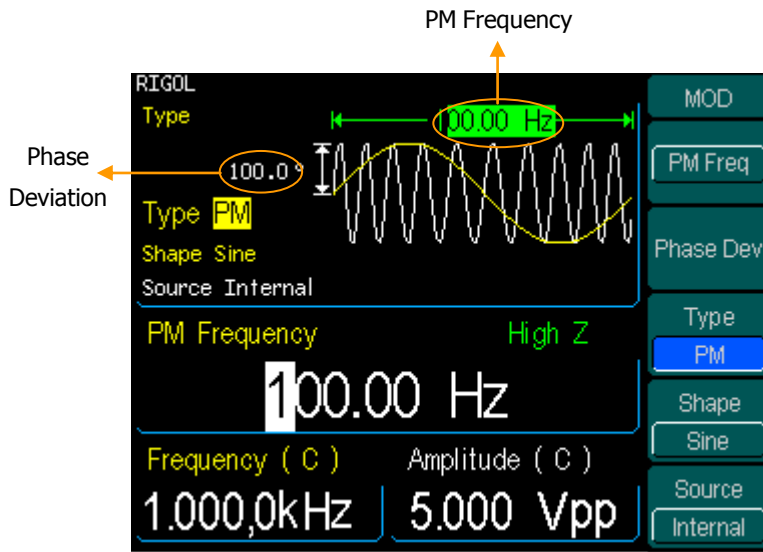 PM Frequency
RIGOL
MOD
Type
100.00 Hz
PM Freq
Phase
Deviation
100.0°
Type PM
Shape Sine
Phase Dev
Source Internal
Type
PM
PM Frequency
High Z
100.00 Hz
Shape
Sine
Frequency ( C )
Amplitude ( C )
1.000,0kHz
5.000 Vpp
Source
Internal